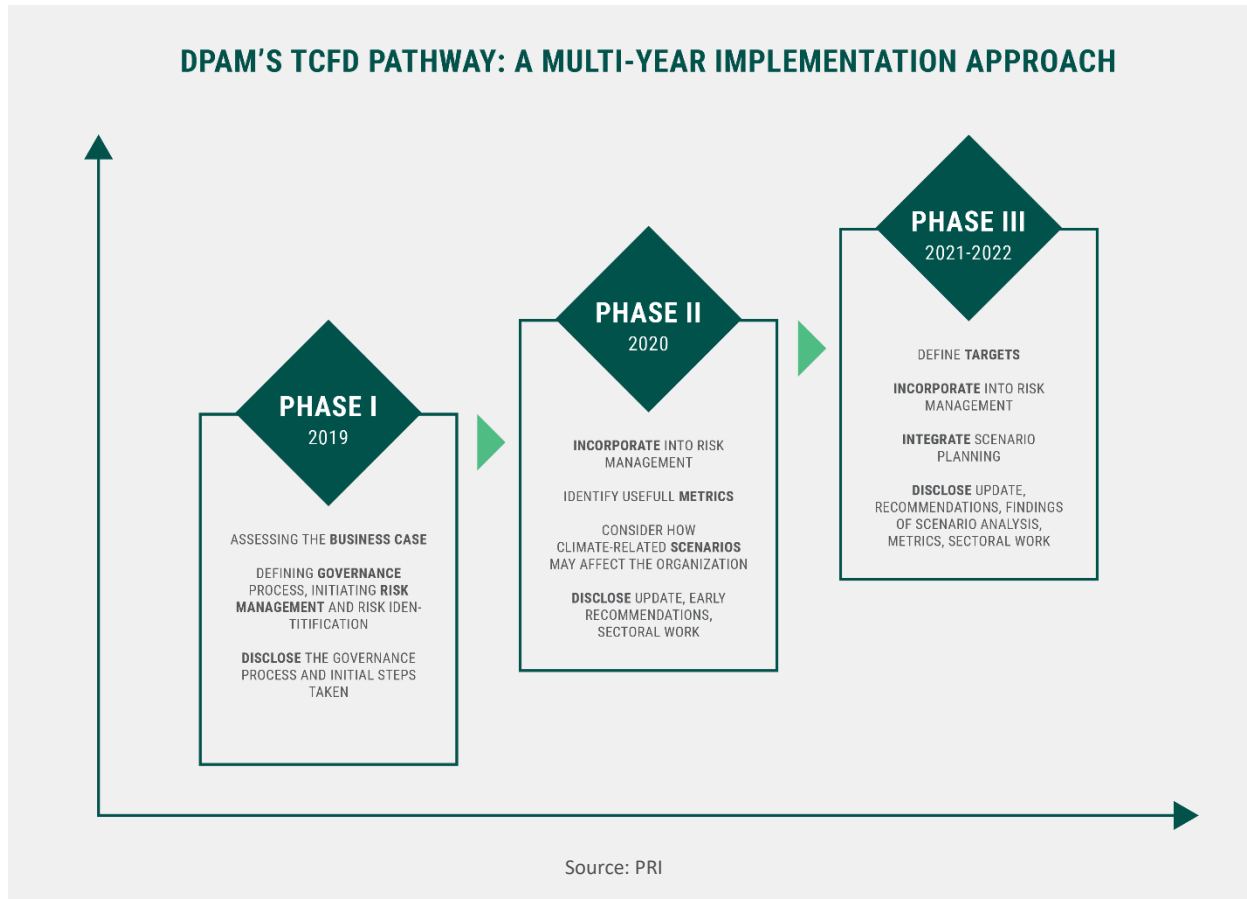 DPAM'S TCFD PATHWAY: A MULTI-YEAR IMPLEMENTATION APPROACH
PHASE I
2019
ASSESSING THE BUSINESS CASE
DEFINING GOVERNANCE
PROCESS, INITIATING RISK
MANAGEMENT AND RISK IDEN-
TITIFICATION
DISCLOSE THE GOVERNANCE
PROCESS AND INITIAL STEPS
TAKEN
PHASE II
2020
INCORPORATE INTO RISK
MANAGEMENT
IDENTIFY USEFULL METRICS
CONSIDER HOW
CLIMATE-RELATED SCENARIOS
MAY AFFECT THE ORGANIZATION
DISCLOSE UPDATE, EARLY
RECOMMENDATIONS,
SECTORAL WORK
PHASE III
2021-2022
DEFINE TARGETS
INCORPORATE INTO RISK
MANAGEMENT
INTEGRATE SCENARIO
PLANNING
DISCLOSE UPDATE,
RECOMMENDATIONS, FINDINGS
OF SCENARIO ANALYSIS,
METRICS, SECTORAL WORK
Source: PRI